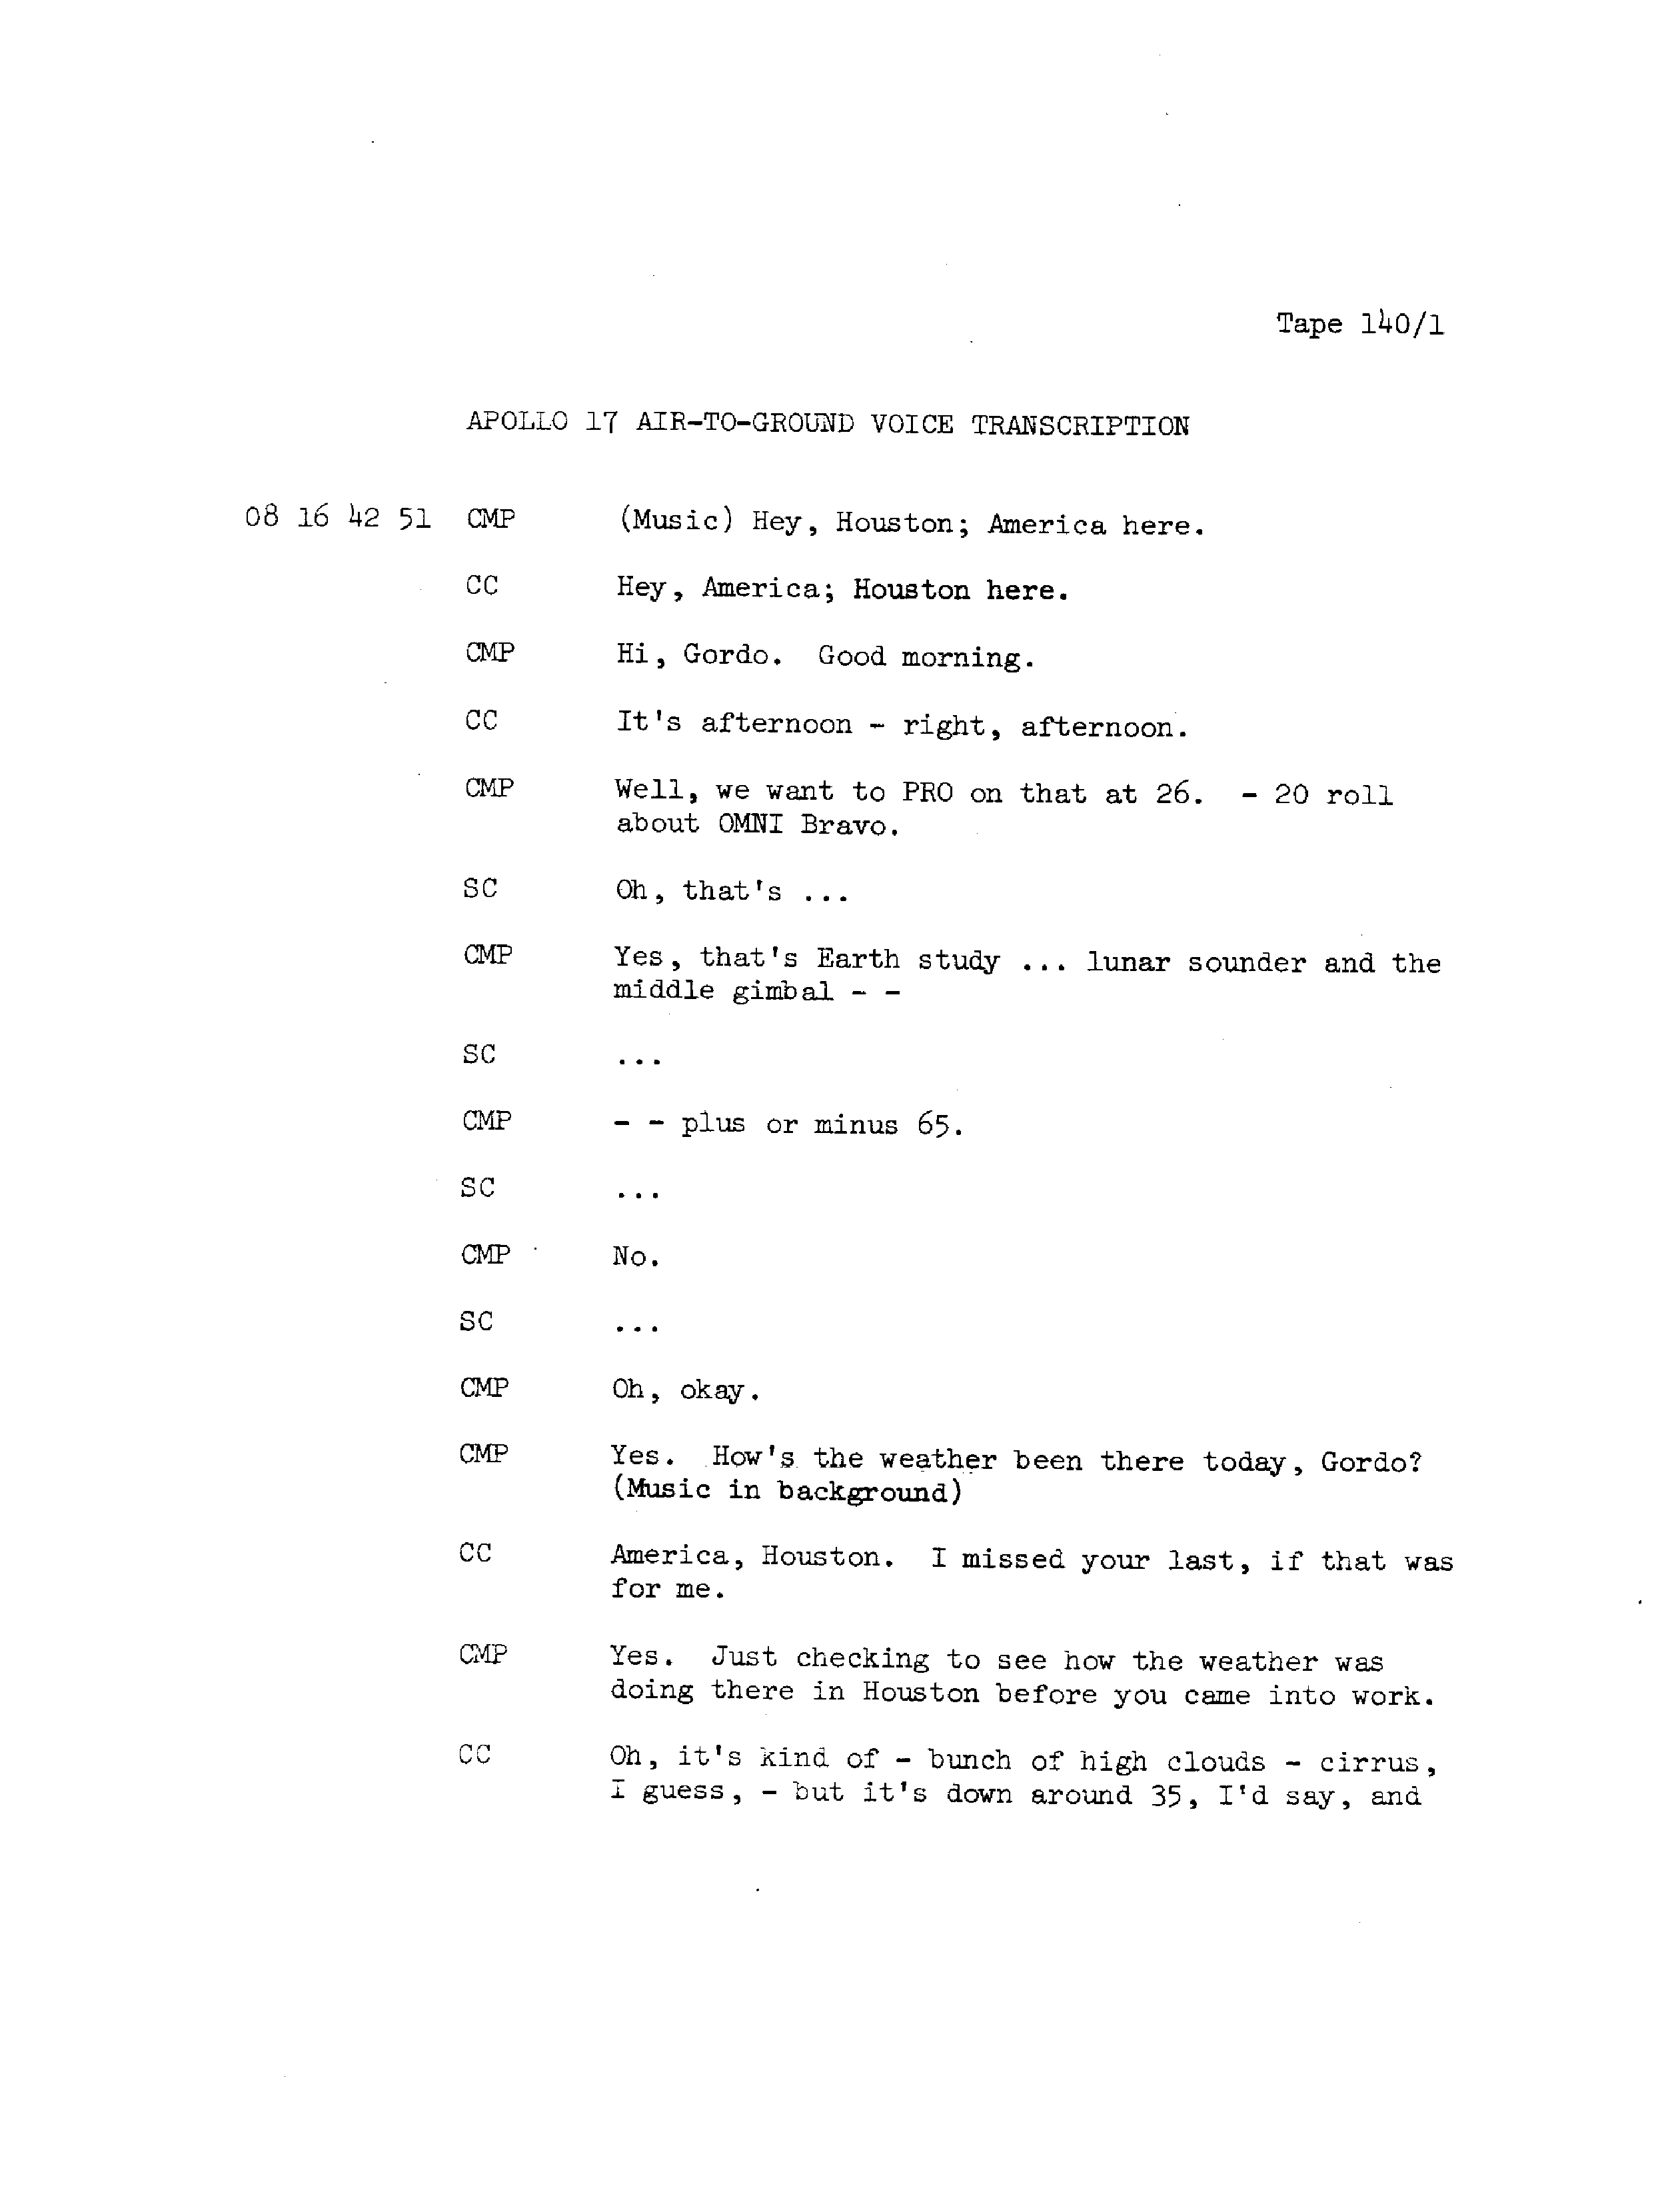 Tape 140/1
APOLLO 17 AIR-TO-GROUND VOICE TRANSCRIPTION
08 16 42 51 CMP (Music) Hey, Houston; America here.
CC Hey, America; Houston here.
CMP Hi, Gordo. Good morning.
CC It's afternoon - right, afternoon.
CMP Well, we want to PRO on that at 26. - 20 roll
about OMNI Bravo.
SC Oh, that's ...
CMP Yes, that's Earth study ... lunar sounder and the
middle gimbal - -
SC ...
CMP - - plus or minus 65.
SC ...
CMP No.
SC ...
CMP Oh, okay.
CMP Yes. How's the weather been there today, Gordo?
(Music in background)
CC America, Houston. I missed your last, if that was
for me.
CMP Yes. Just checking to see how the weather was
doing there in Houston before you came into work.
CC Oh, it's kind of - bunch of high clouds - cirrus,
I guess, - but it's down around 35, I'd say, and